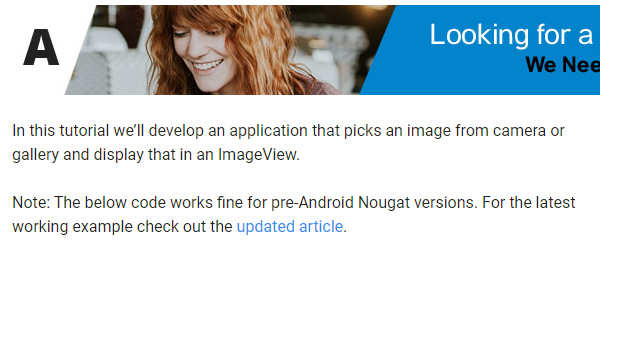 A
Looking for a
We Nee
In this tutorial we’ll develop an application that picks an image from camera or
gallery and display that in an ImageView.
Note: The below code works fine for pre-Android Nougat versions. For the latest
working example check out the updated article.